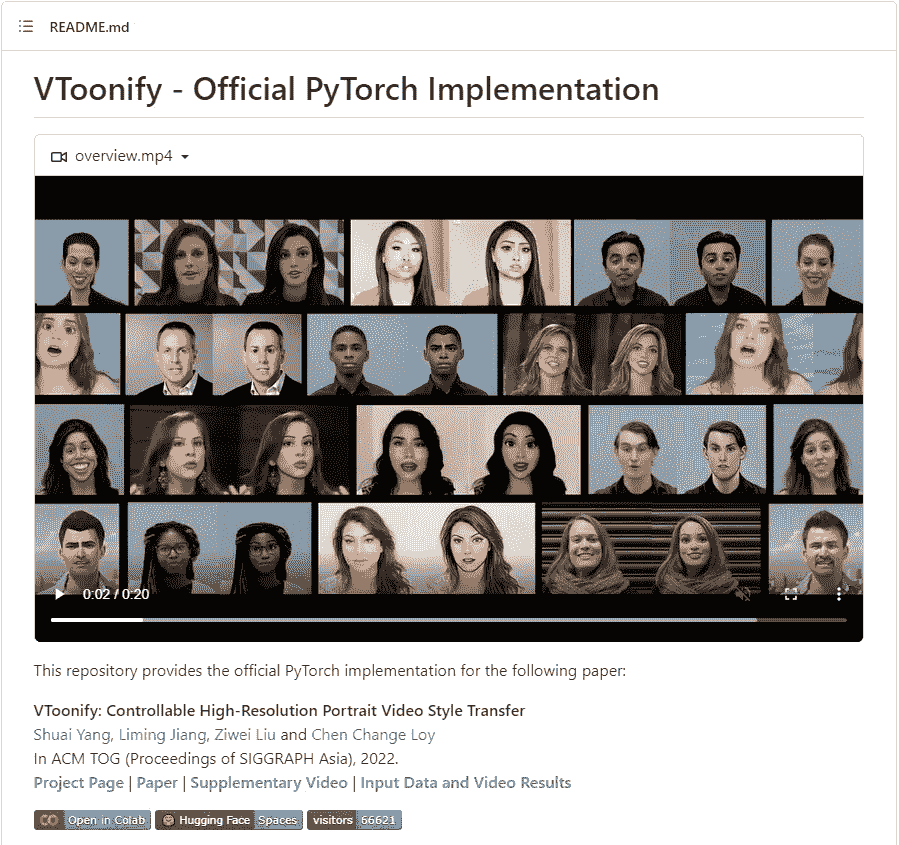 README.md
VToonify - Official PyTorch Implementation
overview.mp4
0:02 / 0:20
This repository provides the official PyTorch implementation for the following paper:
VToonify: Controllable High-Resolution Portrait Video Style Transfer
Shuai Yang, Liming Jiang, Ziwei Liu and Chen Change Loy
In ACM TOG (Proceedings of SIGGRAPH Asia), 2022.
Project Page | Paper | Supplementary Video | Input Data and Video Results
Open in Colab Hugging Face Spaces visitors 66621